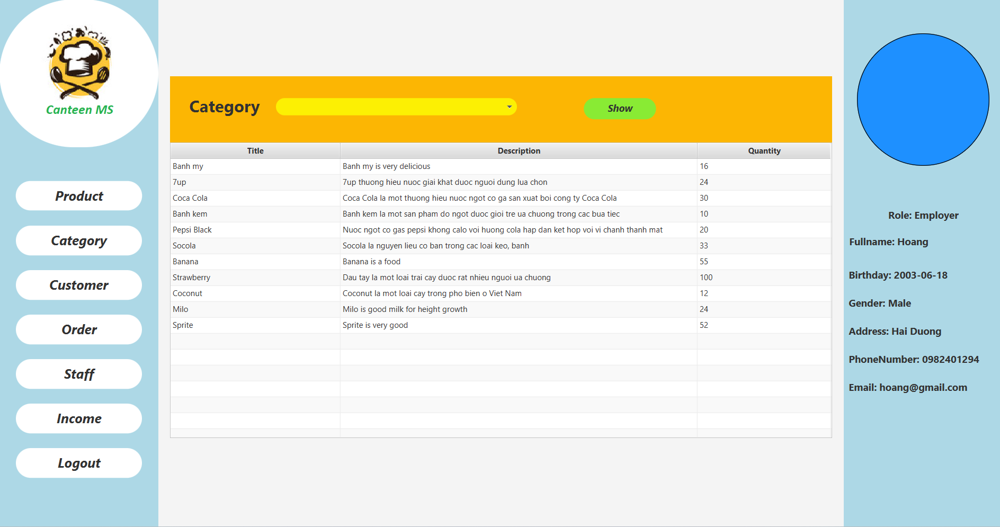 Canteen MS
Product
Category
Customer
Order
Staff
Income
Logout
Category Show
Title Description Quantity
Banh my Banh my is very delicious 16
7up 7up thuong hieu nuoc giai khat duoc nguoi dung lua chon 24
Coca Cola Coca Cola la mot thuong hieu nuoc ngot co ga san xuat boi cong ty Coca Cola 30
Banh kem Banh kem la mot san pham do ngot duoc gioi tre ua chuong trong cac bua tiec 10
Pepsi Black Nuoc ngot co gas pepsi khong calo voi huong cola hap dan ket hop voi vi chanh thanh mat 20
Socola Socola la nguyen lieu co ban trong cac loai keo, banh 33
Banana Banana is a food 55
Strawberry Dau tay la mot loai trai cay duoc rat nhieu nguoi ua chuong 100
Coconut Coconut la mot loai cay trong pho bien o Viet Nam 12
Milo Milo is good milk for height growth 24
Sprite Sprite is very good 52
Role: Employer
Fullname: Hoang
Birthday: 2003-06-18
Gender: Male
Address: Hai Duong
PhoneNumber: 0982401294
Email: hoang@gmail.com